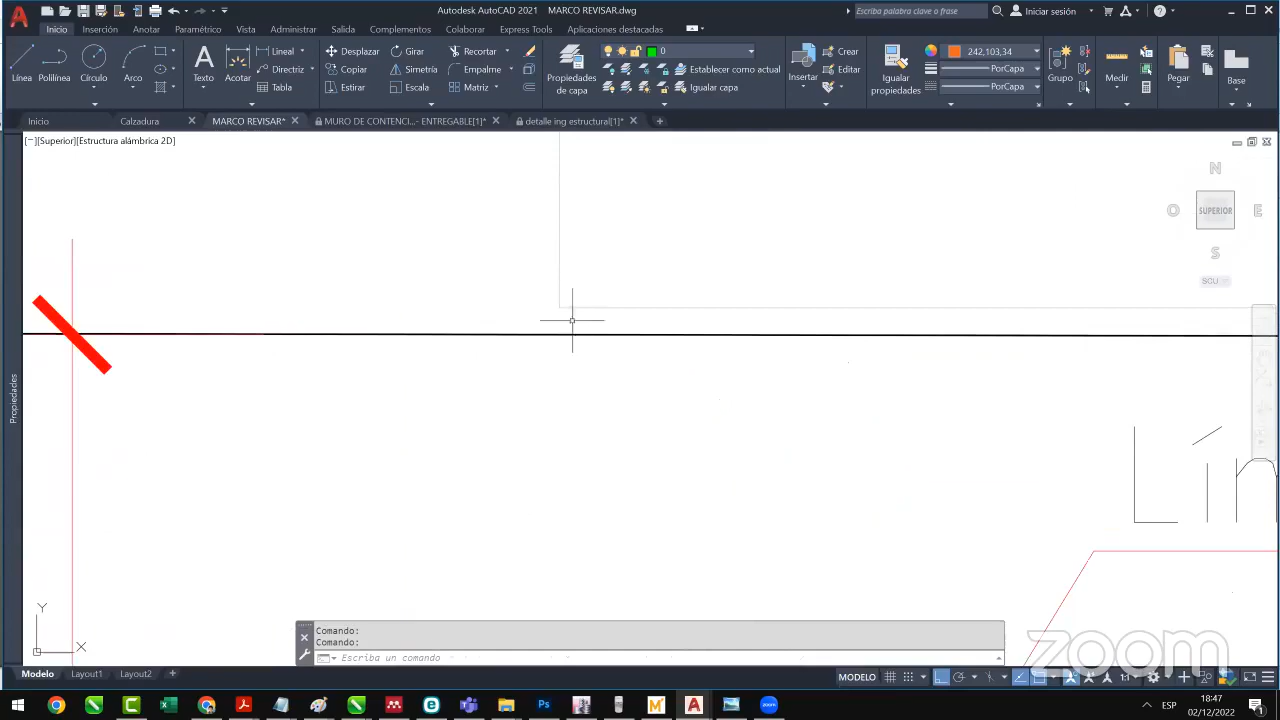 Autodesk AutoCAD 2021 MARCO REVISAR.dwg
Escriba palabra clave o frase
Iniciar sesión
Inicio Inserción Anotar Paramétrico Vista Administrar Salida Complementos Colaborar Express Tools Aplicaciones destacadas
Lineal Desplazar Girar Recortar 0 Crear 242,103,34
Línea Polilínea Círculo Arco Texto Acotar Directriz Copiar Simetría Empalme Propiedades de capa Establecer como actual Insertar Editar Igualar propiedades PorCapa Grupo Medir Pegar Base
Tabla Estirar Escala Matriz Igualar capa PorCapa
Inicio Calzadura MARCO REVISAR* MURO DE CONTENCI...- ENTREGABLE[1]* detalle ing estructural[1]*
[−][Superior][Estructura alámbrica 2D]
N
O SUPERIOR E
S
SCU
Propiedades
Lín
Y
X
Comando:
Comando:
Escriba un comando
zoom
Modelo Layout1 Layout2 MODELO 1:1
ESP
18:47
02/12/2022